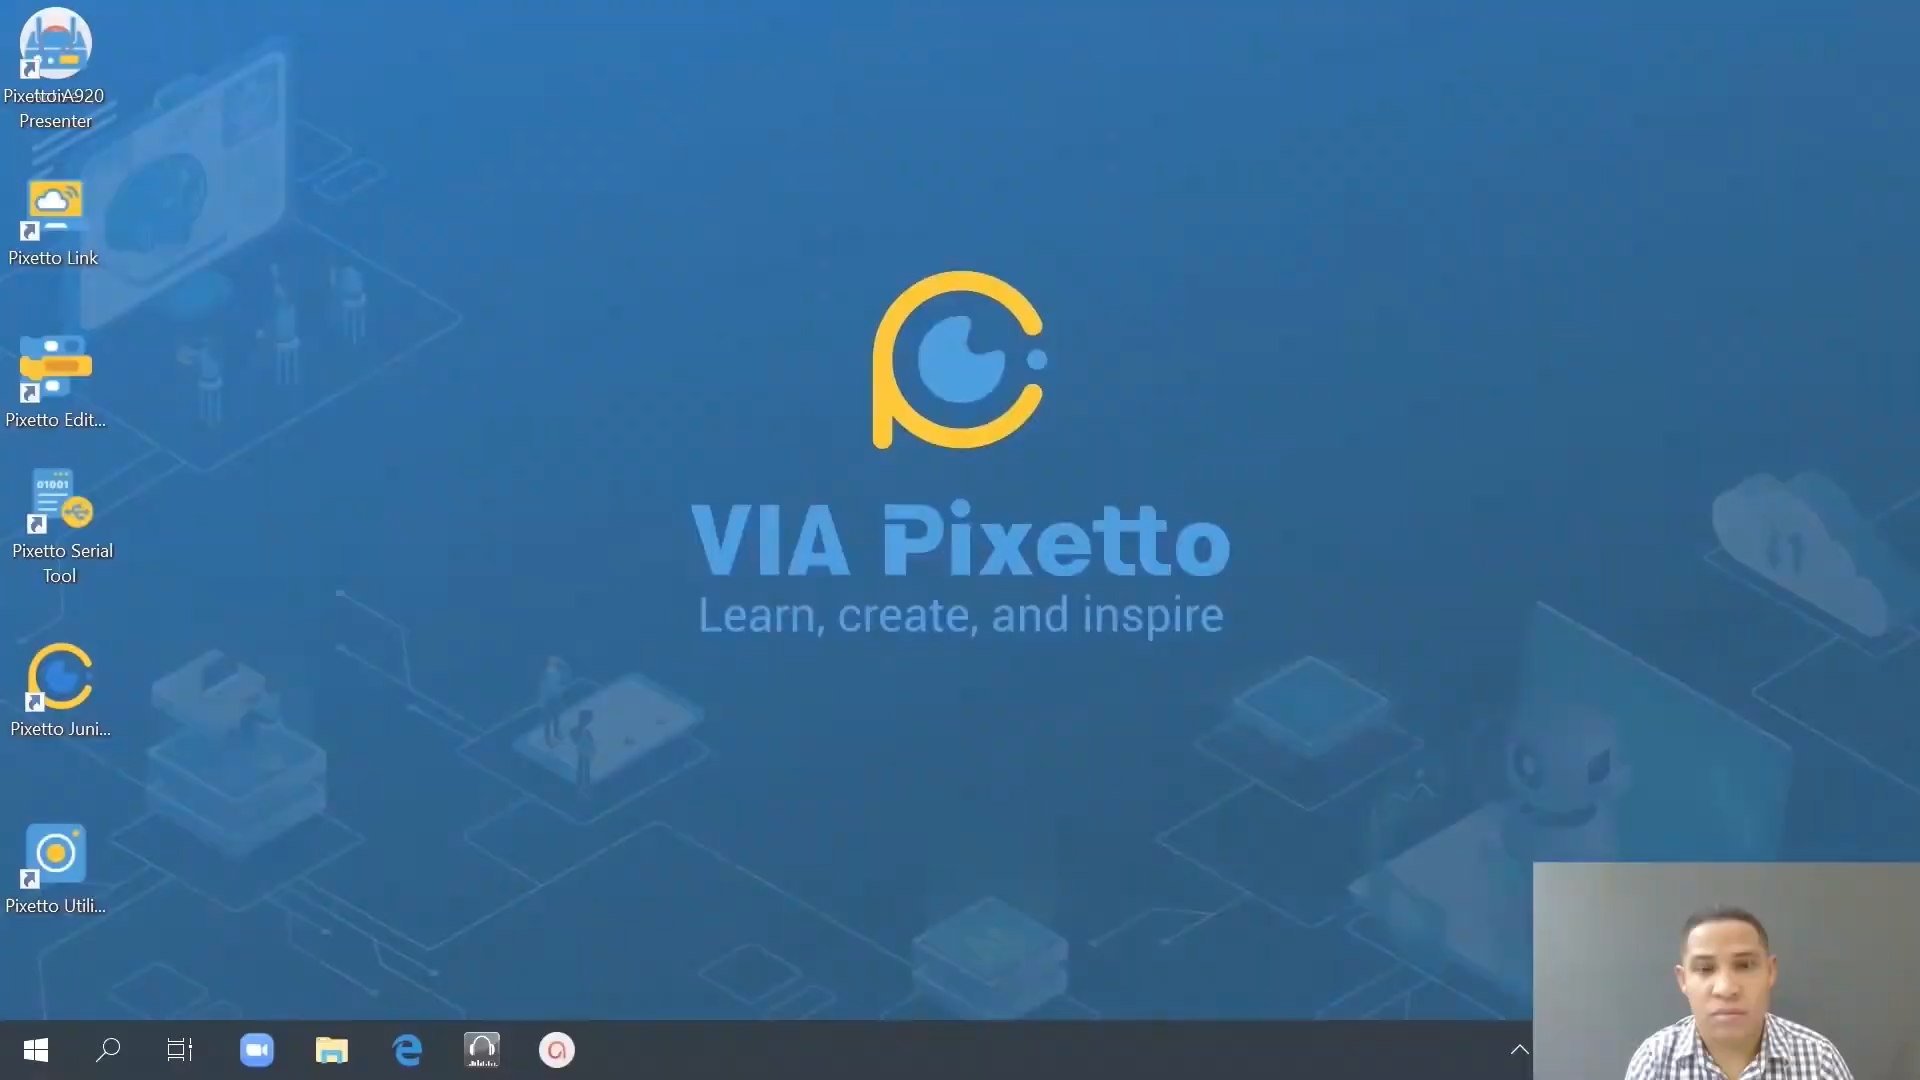 Presenter
Pixetto Link
Pixetto Edit...
01001
Pixetto Serial
Tool
Pixetto Juni...
Pixetto Utili...
VIA Pixetto
Learn, create, and inspire